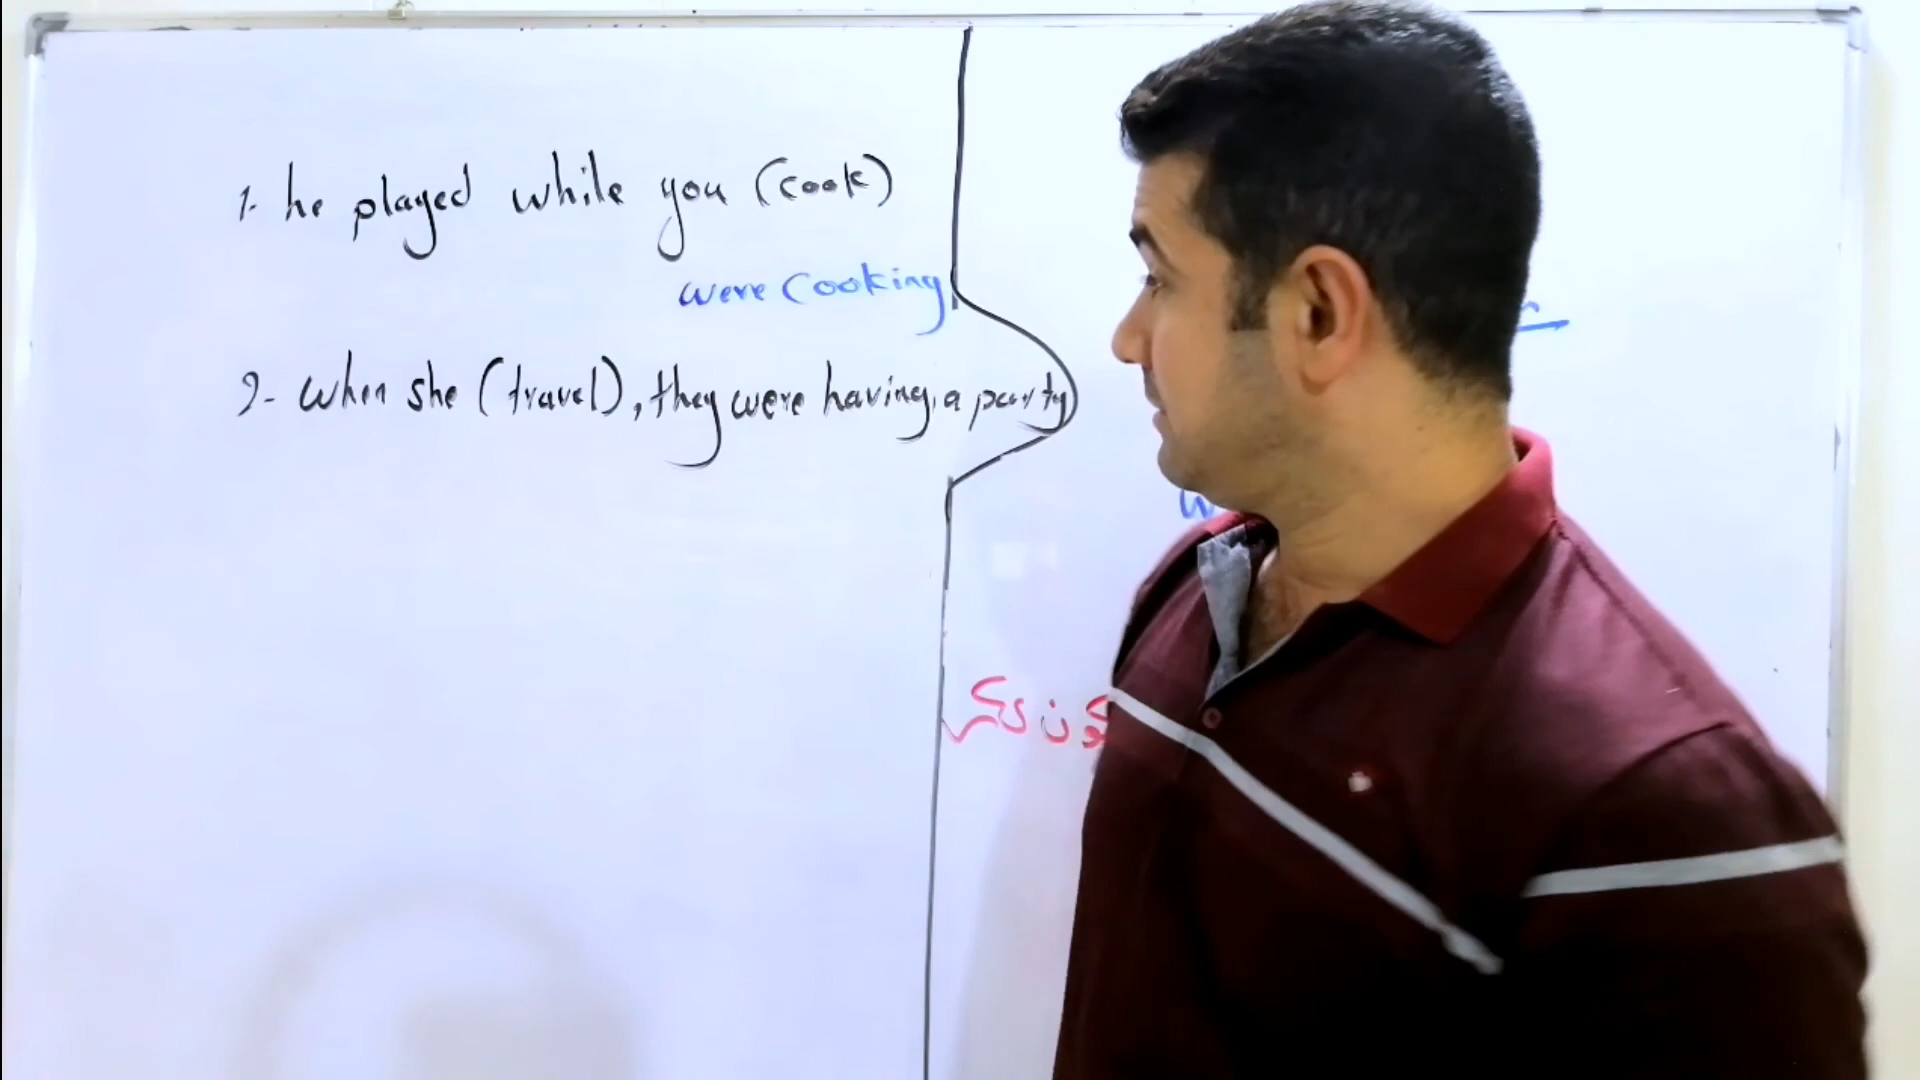 1- he played while you (cook)
were cooking
2- when she (travel), they were having a party